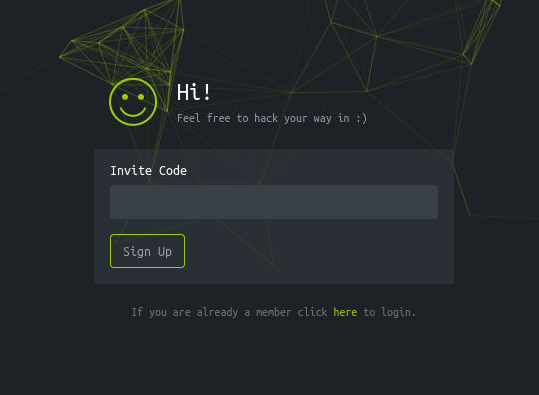 Hi!
Feel free to hack your way in :)
Invite Code
Sign Up
If you are already a member click here to login.